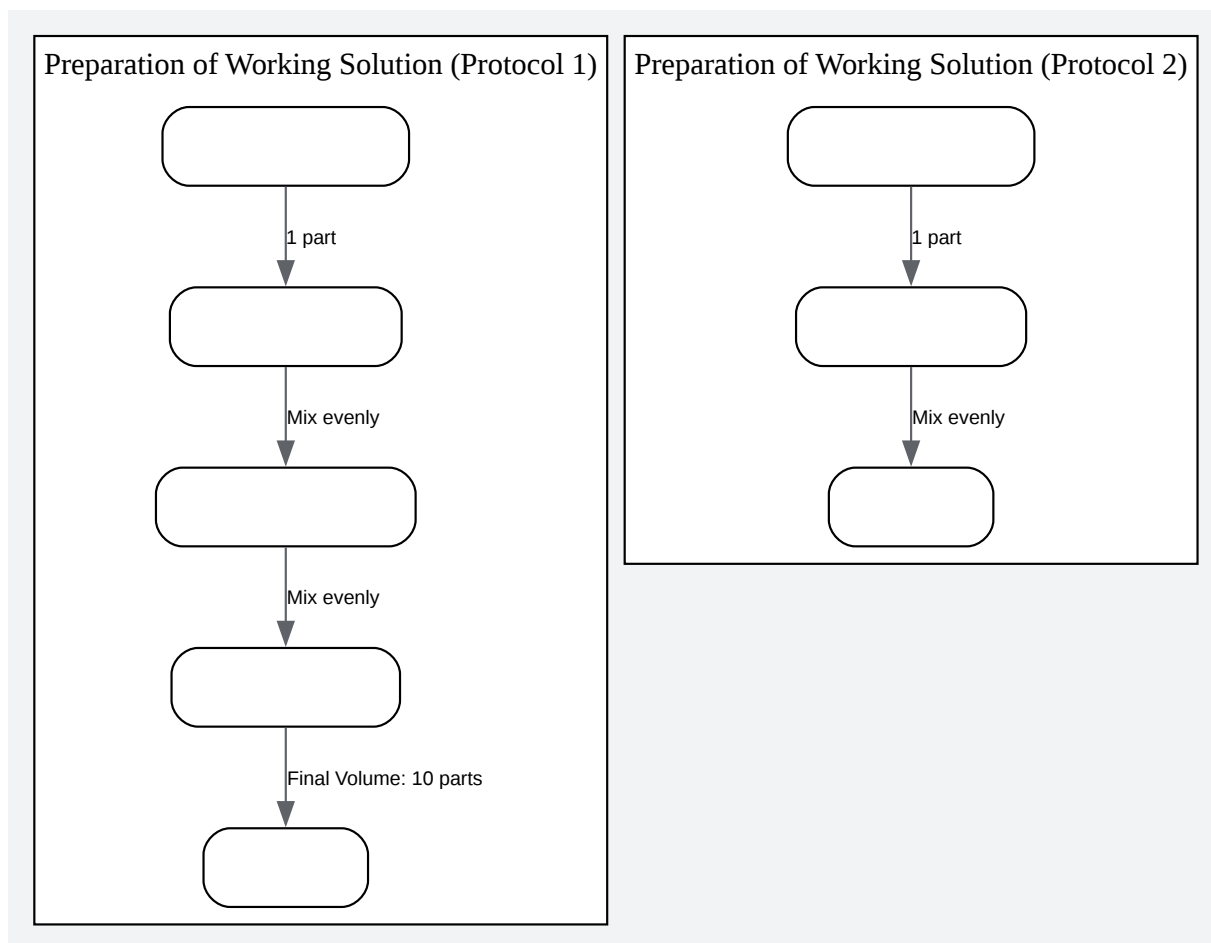 Preparation of Working Solution (Protocol 1)
1 part
Mix evenly
Mix evenly
Final Volume: 10 parts
Preparation of Working Solution (Protocol 2)
1 part
Mix evenly